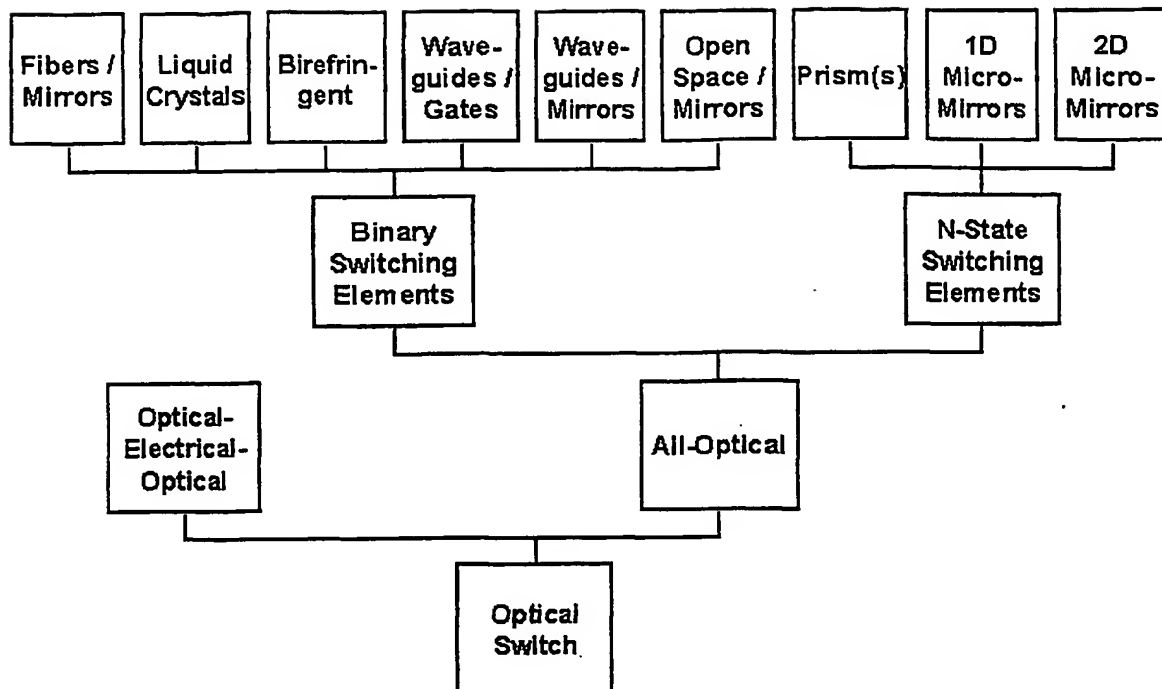 Fibers /
Mirrors
Liquid
Crystals
Birefrin-
gent
Wave-
guides /
Gates
Wave-
guides /
Mirrors
Open
Space /
Mirrors
Prism(s)
1D
Micro-
Mirrors
2D
Micro-
Mirrors
Binary
Switching
Elements
N-State
Switching
Elements
Optical-
Electrical-
Optical
All-Optical
Optical
Switch